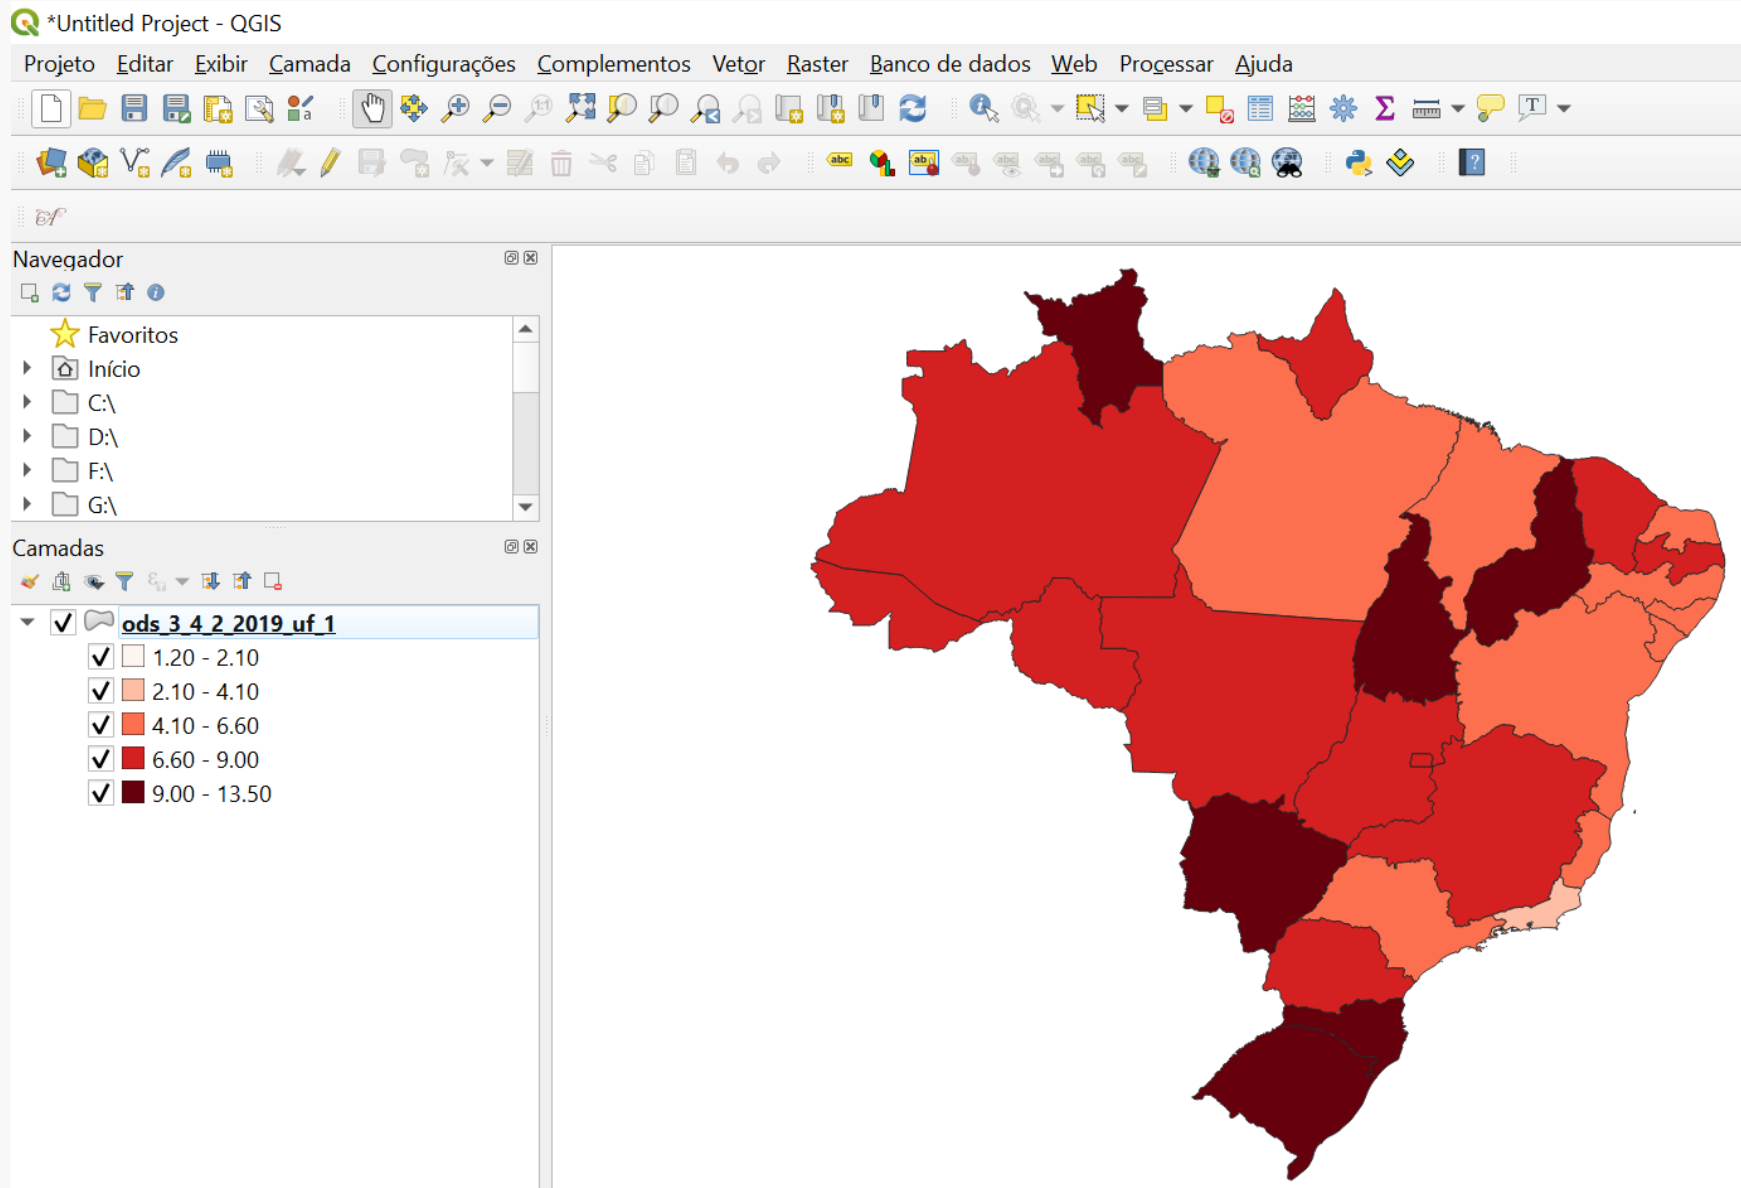 *Untitled Project - QGIS
Projeto Editar Exibir Camada Configurações Complementos Vetor Raster Banco de dados Web Processar Ajuda
Navegador
Favoritos
Início
C:\
D:\
F:\
G:\
Camadas
ods_3_4_2_2019_uf_1
1.20 - 2.10
2.10 - 4.10
4.10 - 6.60
6.60 - 9.00
9.00 - 13.50